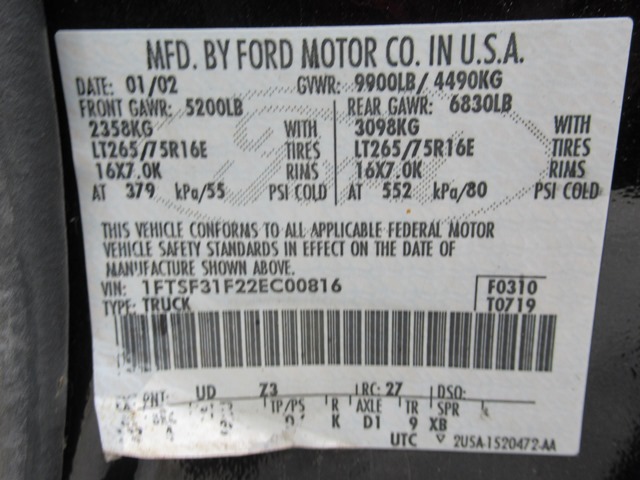 MFD. BY FORD MOTOR CO. IN U.S.A.
DATE: 01/02 GVWR: 9900LB/ 4490KG
FRONT GAWR: 5200LB REAR GAWR: 6830LB
2358KG WITH 3098KG WITH
LT265/75R16E TIRES LT265/75R16E TIRES
16X7.0K RIMS 16X7.0K RIMS
AT 379 kPa/55 PSI COLD AT 552 kPa/80 PSI COLD
THIS VEHICLE CONFORMS TO ALL APPLICABLE FEDERAL MOTOR
VEHICLE SAFETY STANDARDS IN EFFECT ON THE DATE OF
MANUFACTURE SHOWN ABOVE.
VIN: 1FTSF31F22EC00816 F0310
TYPE: TRUCK T0719
EXT PNT: UD Z3 LRC: 27 DSO:
TP/PS R AXLE TR SPR
K D1 9 XB
UTC 2USA-1520472-AA